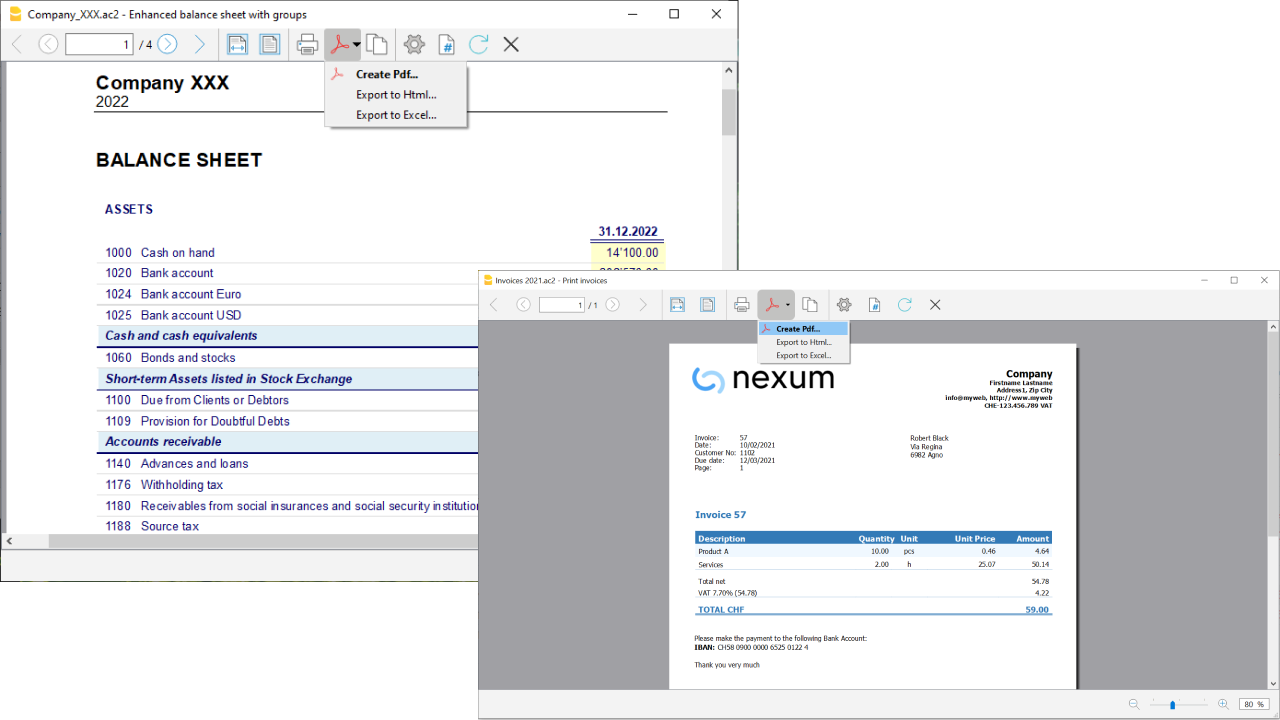 Company_XXX.ac2 - Enhanced balance sheet with groups
1 / 4
Create Pdf...
Export to Html...
Export to Excel...
Company XXX
2022
BALANCE SHEET
ASSETS
31.12.2022
1000 Cash on hand 14'100.00
1020 Bank account
1024 Bank account Euro
1025 Bank account USD
Cash and cash equivalents
1060 Bonds and stocks
Short-term Assets listed in Stock Exchange
1100 Due from Clients or Debtors
1109 Provision for Doubtful Debts
Accounts receivable
1140 Advances and loans
1176 Withholding tax
1180 Receivables from social insurances and social security institution
1188 Source tax
Invoices 2021.ac2 - Print invoices
1 / 1
Create Pdf...
Export to Html...
Export to Excel...
nexum
Company
Firstname Lastname
Address1, Zip City
info@myweb, http://www.myweb
CHE-123.456.789 VAT
Invoice: 57
Date: 10/02/2021
Customer No: 1102
Due date: 12/03/2021
Page: 1
Robert Black
Via Regina
6982 Agno
Invoice 57
Description Quantity Unit Unit Price Amount
Product A 10.00 pcs 0.46 4.64
Services 2.00 h 25.07 50.14
Total net 54.78
VAT 7.70% (54.78) 4.22
TOTAL CHF 59.00
Please make the payment to the following Bank Account:
IBAN: CH58 0900 0000 6525 0122 4
Thank you very much
80 %